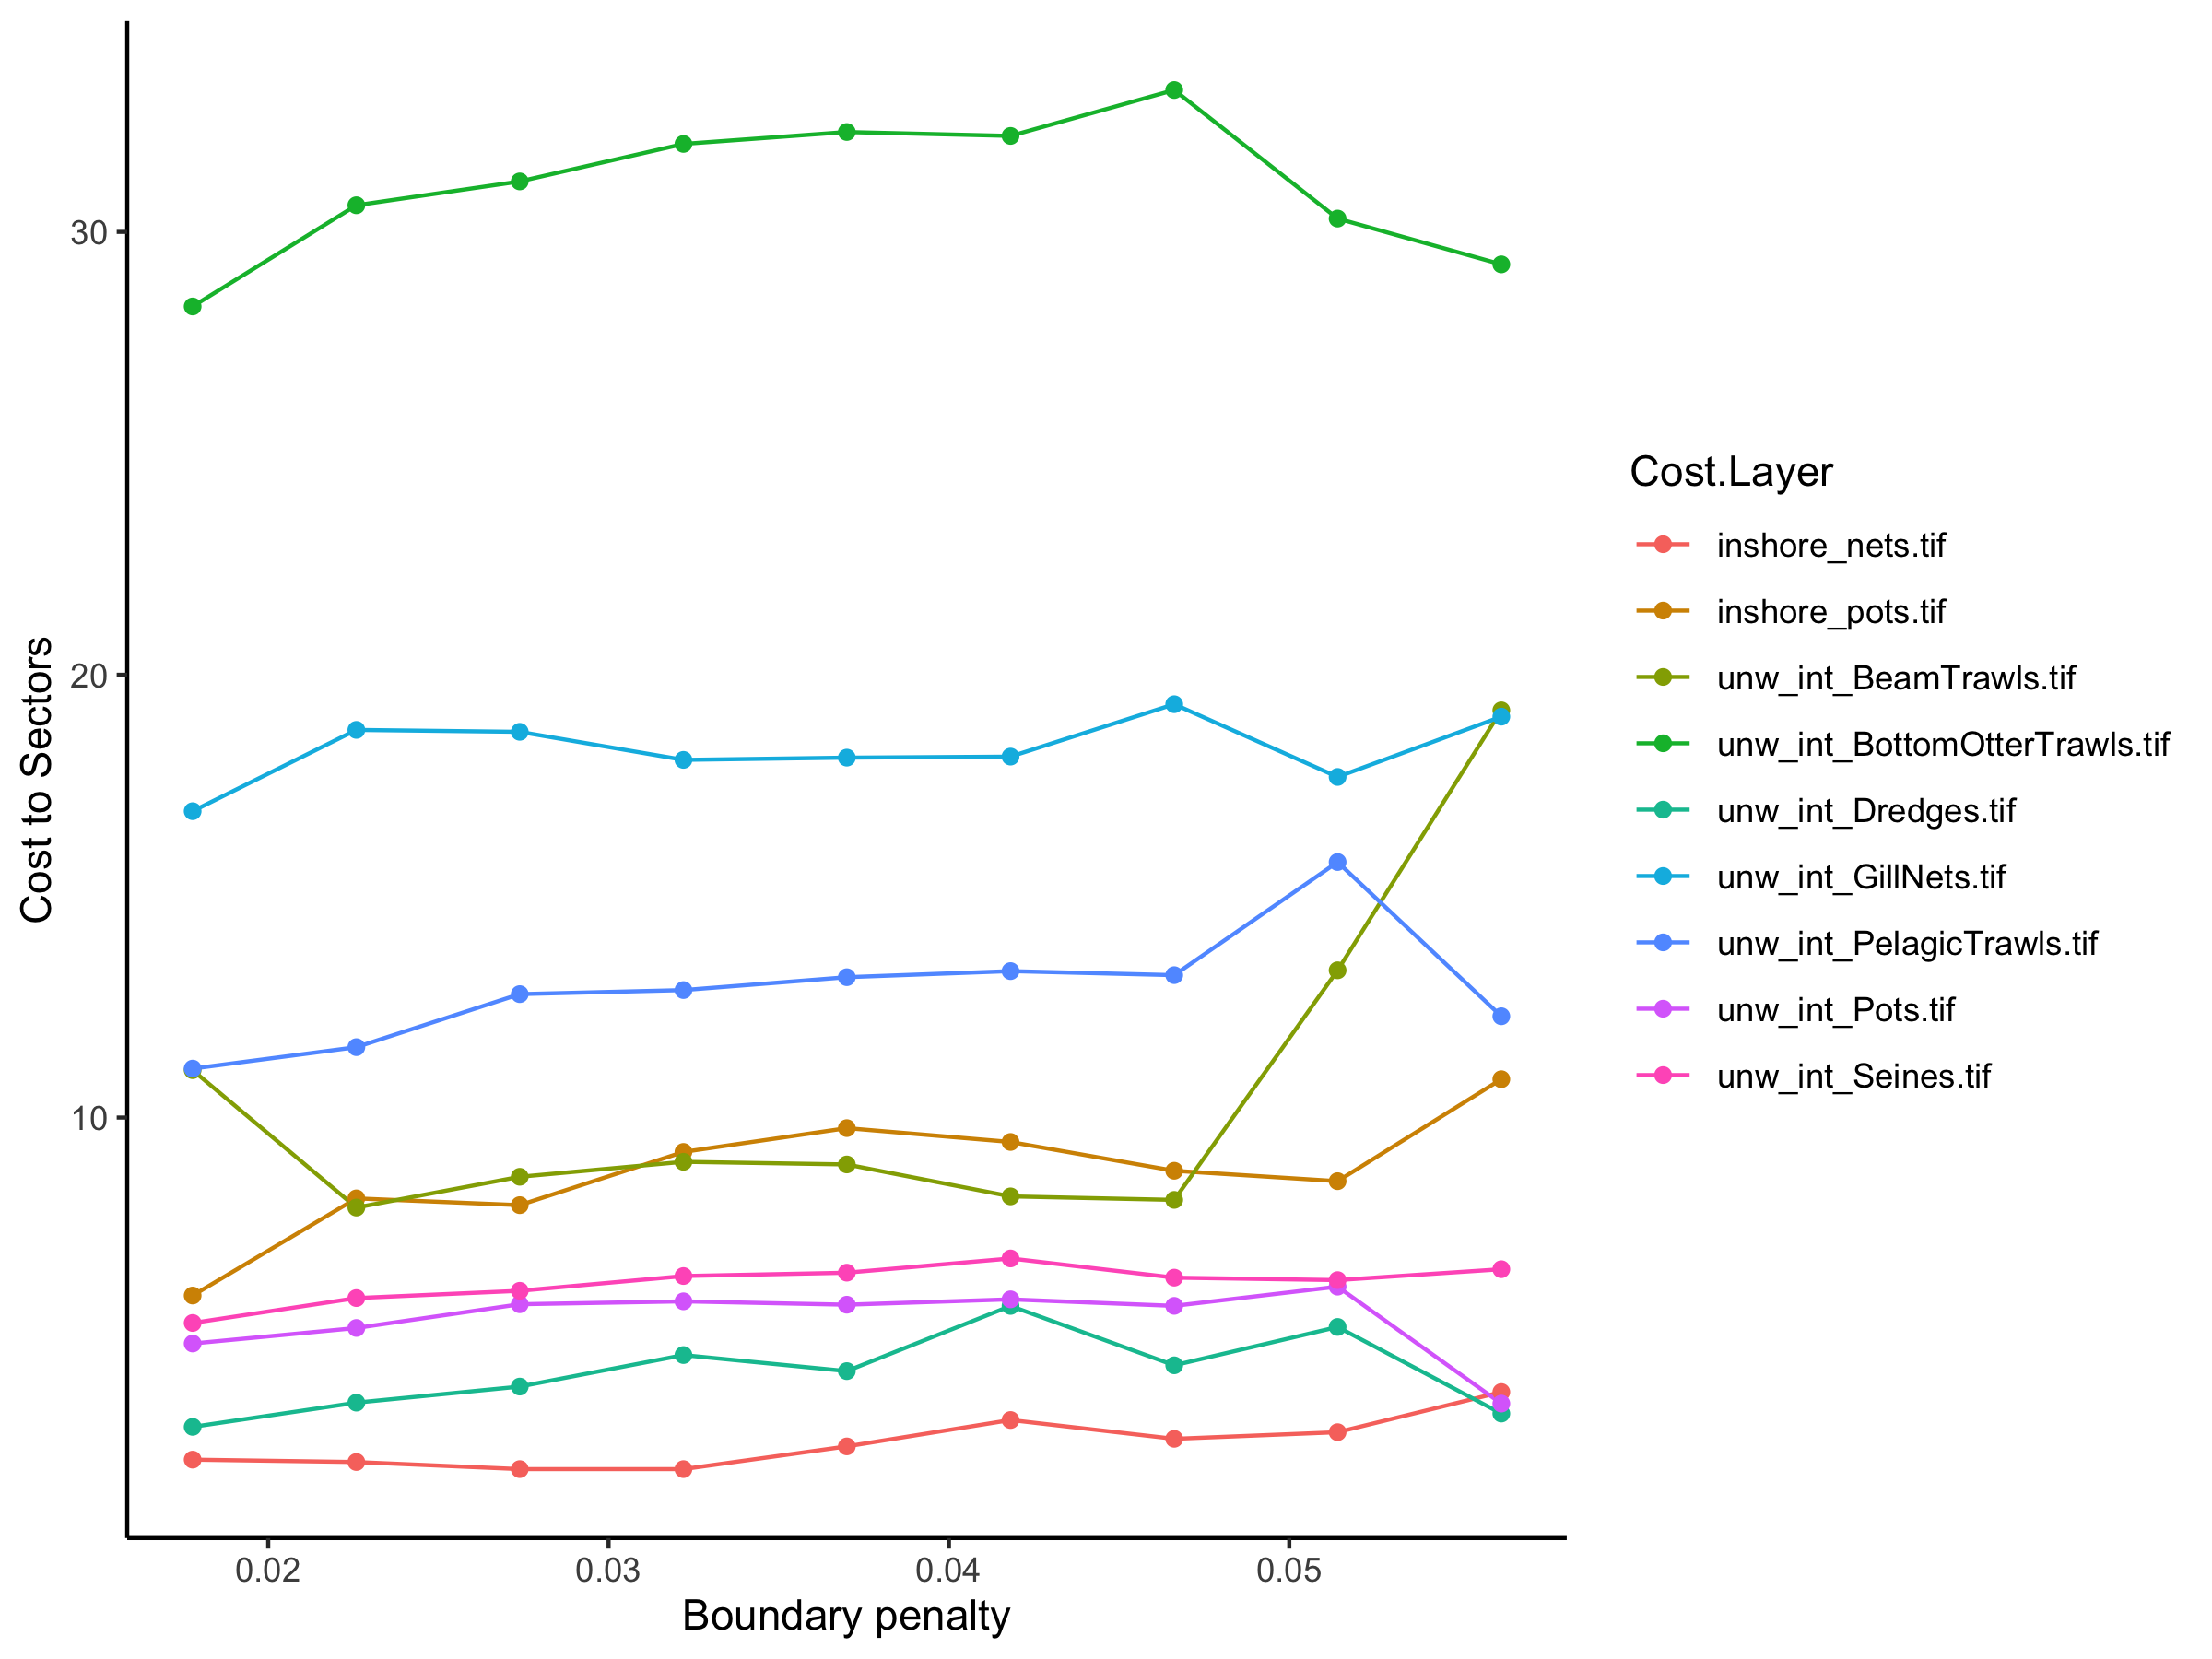 Cost to Sectors
30
20
10
0.02
0.03
0.04
0.05
Boundary penalty
Cost.Layer
inshore_nets.tif
inshore_pots.tif
unw_int_BeamTrawls.tif
unw_int_BottomOtterTrawls.tif
unw_int_Dredges.tif
unw_int_GillNets.tif
unw_int_PelagicTrawls.tif
unw_int_Pots.tif
unw_int_Seines.tif